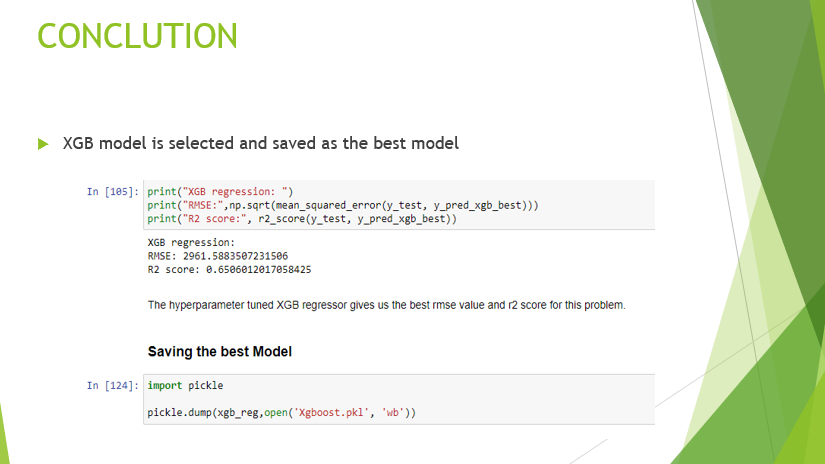 CONCLUTION
XGB model is selected and saved as the best model
In [105]: print("XGB regression: ")
print("RMSE:",np.sqrt(mean_squared_error(y_test, y_pred_xgb_best)))
print("R2 score:", r2_score(y_test, y_pred_xgb_best))
XGB regression:
RMSE: 2961.5883507231506
R2 score: 0.6506012017058425
The hyperparameter tuned XGB regressor gives us the best rmse value and r2 score for this problem.
Saving the best Model
In [124]: import pickle
pickle.dump(xgb_reg,open('Xgboost.pkl', 'wb'))